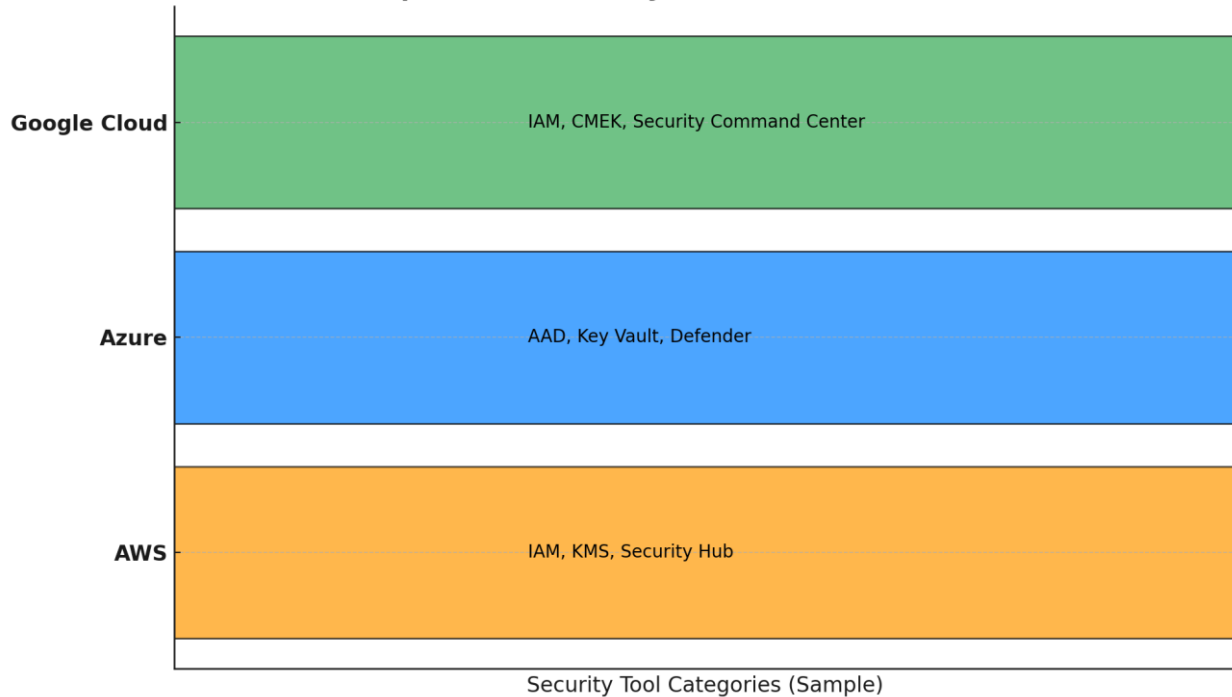 Google Cloud
IAM, CMEK, Security Command Center
Azure
AAD, Key Vault, Defender
AWS
IAM, KMS, Security Hub
Security Tool Categories (Sample)